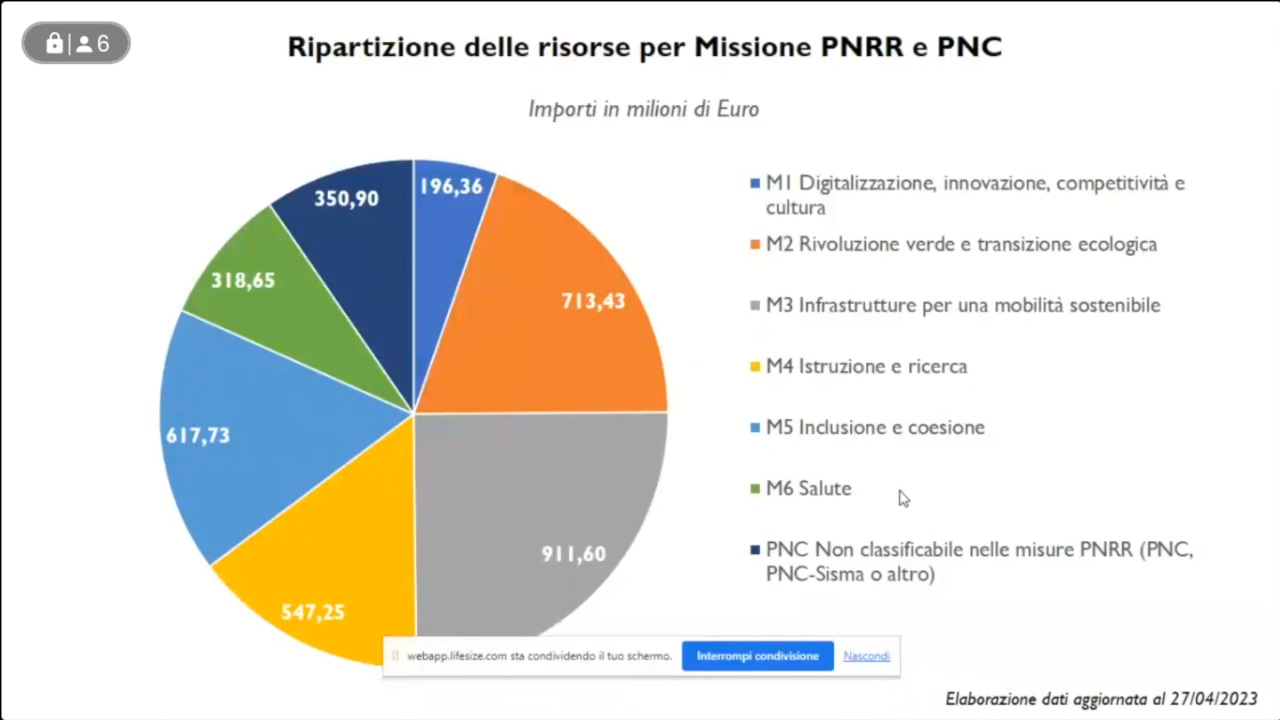 6
Ripartizione delle risorse per Missione PNRR e PNC
Importi in milioni di Euro
350,90
196,36
318,65
713,43
617,73
911,60
547,25
M1 Digitalizzazione, innovazione, competitività e
cultura
M2 Rivoluzione verde e transizione ecologica
M3 Infrastrutture per una mobilità sostenibile
M4 Istruzione e ricerca
M5 Inclusione e coesione
M6 Salute
PNC Non classificabile nelle misure PNRR (PNC,
PNC-Sisma o altro)
webapp.lifesize.com sta condividendo il tuo schermo. Interrompi condivisione Nascondi
Elaborazione dati aggiornata al 27/04/2023